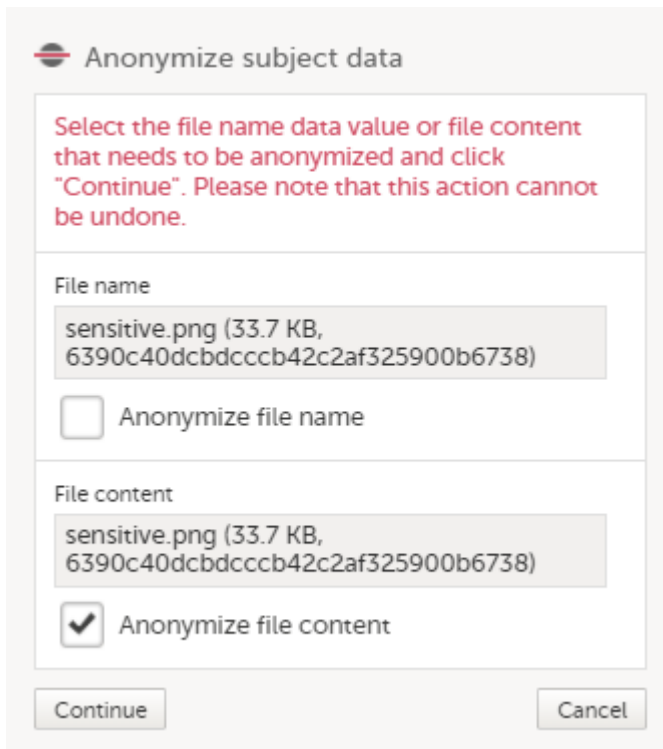 Anonymize subject data
Select the file name data value or file content
that needs to be anonymized and click
"Continue". Please note that this action cannot
be undone.
File name
sensitive.png (33.7 KB,
6390c40dcbdcccb42c2af325900b6738)
Anonymize file name
File content
sensitive.png (33.7 KB,
6390c40dcbdcccb42c2af325900b6738)
Anonymize file content
Continue
Cancel